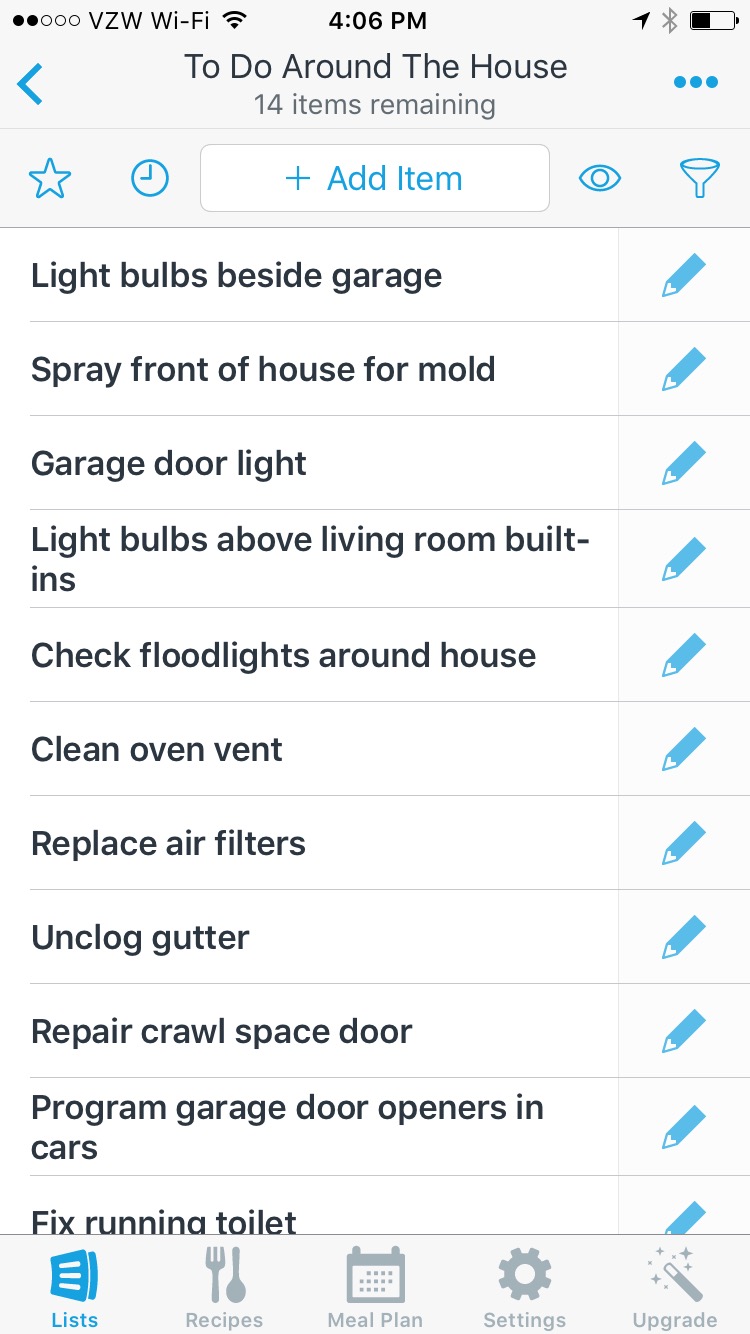 VZW Wi-Fi 4:06 PM
To Do Around The House
14 items remaining
+ Add Item
Light bulbs beside garage
Spray front of house for mold
Garage door light
Light bulbs above living room built-
ins
Check floodlights around house
Clean oven vent
Replace air filters
Unclog gutter
Repair crawl space door
Program garage door openers in
cars
Fix running toilet
Lists Recipes Meal Plan Settings Upgrade